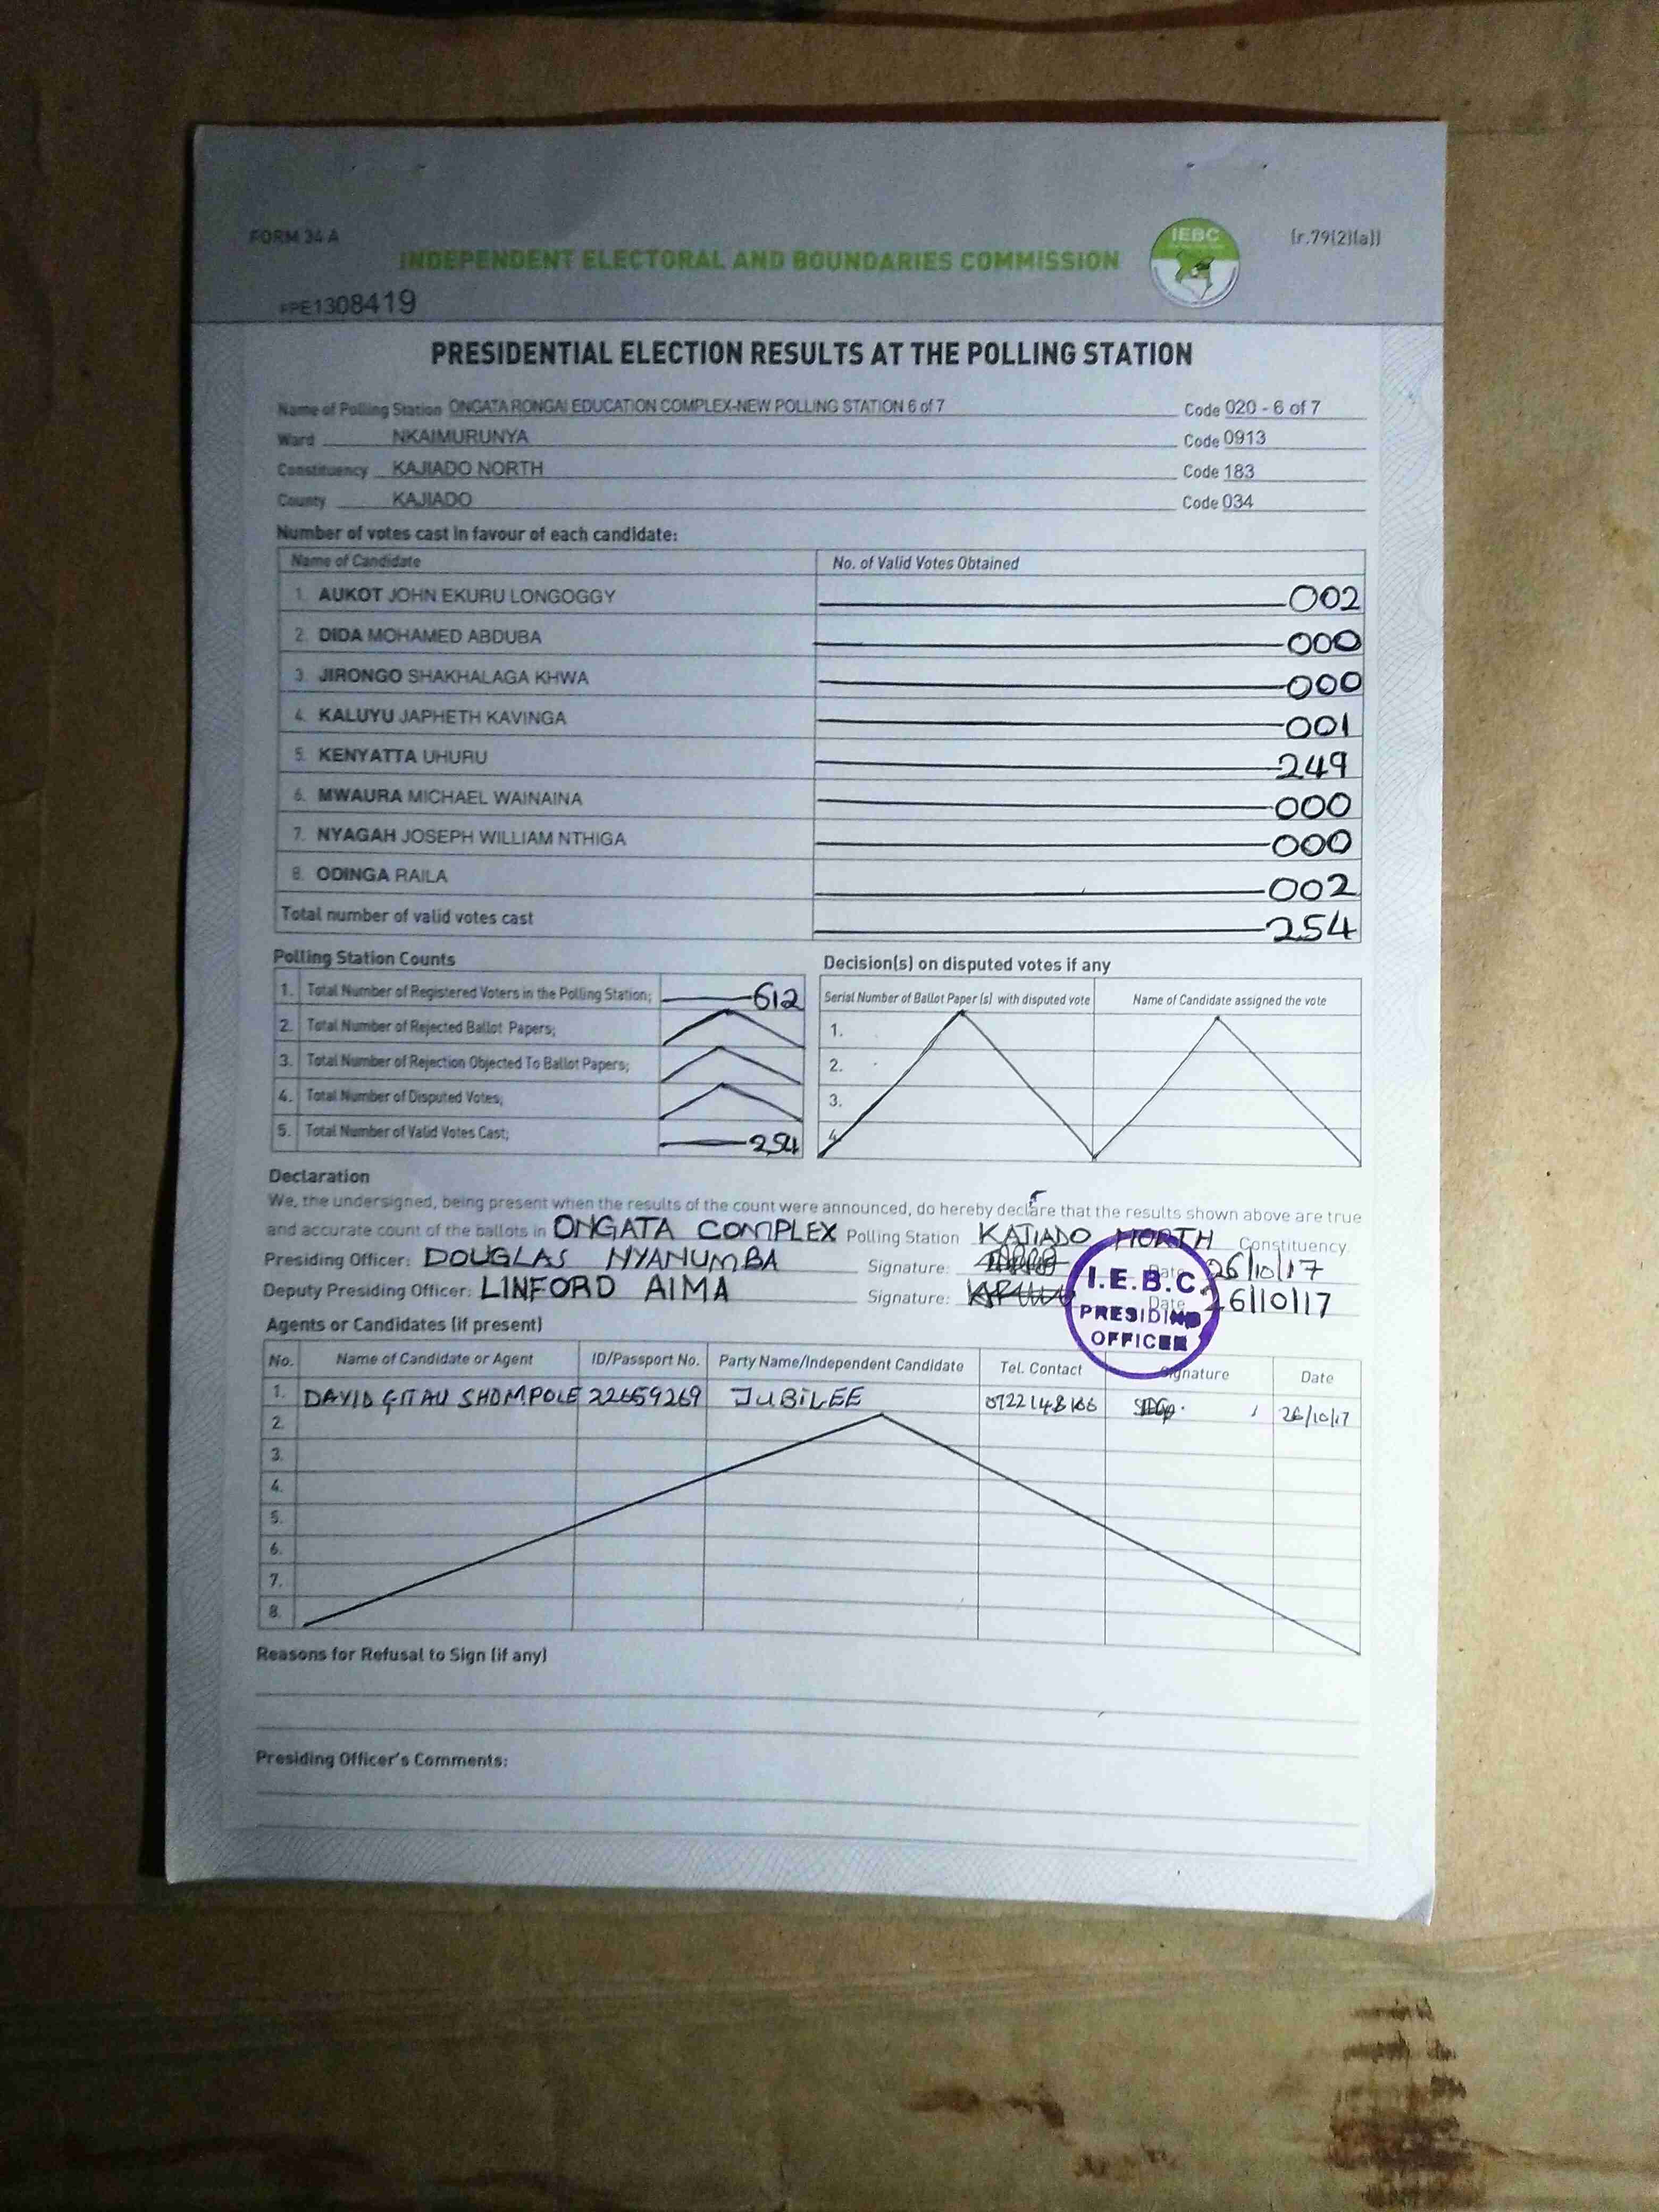 FORM 34 A
IEBC
(r.79(2)(a))
INDEPENDENT ELECTORAL AND BOUNDARIES COMMISSION
PPE1308419
PRESIDENTIAL ELECTION RESULTS AT THE POLLING STATION
Name of Polling Station ONGATA RONGAI EDUCATION COMPLEX-NEW POLLING STATION 6 of 7 Code 020 - 6 of 7
Ward NKAIMURUNYA Code 0913
Constituency KAJIADO NORTH Code 183
County KAJIADO Code 034
Number of votes cast in favour of each candidate:
Name of Candidate No. of Valid Votes Obtained
1. AUKOT JOHN EKURU LONGOGGY 002
2. DIDA MOHAMED ABDUBA 000
3. JIRONGO SHAKHALAGA KHWA 000
4. KALUYU JAPHETH KAVINGA 001
5. KENYATTA UHURU 249
6. MWAURA MICHAEL WAINAINA 000
7. NYAGAH JOSEPH WILLIAM NTHIGA 000
8. ODINGA RAILA 002
Total number of valid votes cast 254
Polling Station Counts
1. Total Number of Registered Voters in the Polling Station; 612
2. Total Number of Rejected Ballot Papers;
3. Total Number of Rejection Objected To Ballot Papers;
4. Total Number of Disputed Votes;
5. Total Number of Valid Votes Cast; 254
Decision(s) on disputed votes if any
Serial Number of Ballot Paper (s) with disputed vote Name of Candidate assigned the vote
1.
2.
3.
4.
Declaration
We, the undersigned, being present when the results of the count were announced, do hereby declare that the results shown above are true
and accurate count of the ballots in ONGATA COMPLEX Polling Station KAJIADO NORTH Constituency
Presiding Officer: DOUGLAS NYANUMBA Signature: Date 26/10/17
Deputy Presiding Officer: LINFORD AIMA Signature: Date 26/10/17
I.E.B.C.
PRESIDING
OFFICER
Agents or Candidates (if present)
No. Name of Candidate or Agent ID/Passport No. Party Name/Independent Candidate Tel. Contact Signature Date
1. DAVID GITAU SHOMPOLE 22659269 JUBILEE 26/10/17
2.
3.
4.
5.
6.
7.
8.
Reasons for Refusal to Sign (if any)
Presiding Officer's Comments: